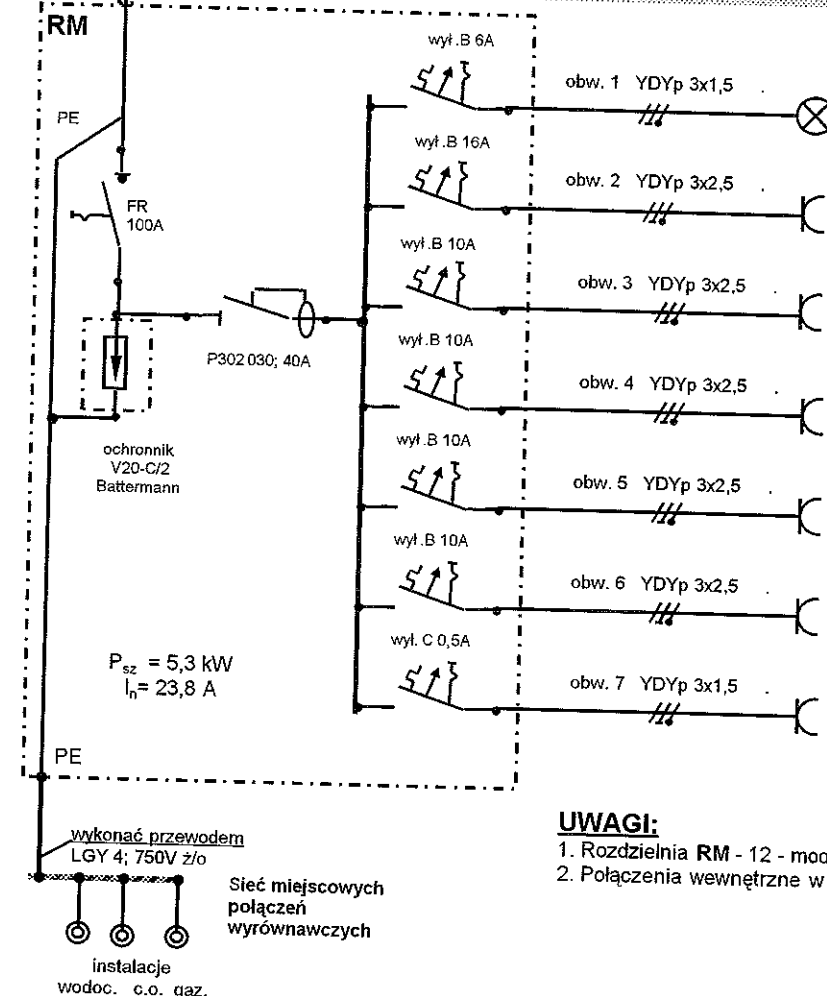 RM
wył.B 6A
obw. 1 YDYp 3x1,5
PE
wył.B 16A
obw. 2 YDYp 3x2,5
FR
100A
wył.B 10A
obw. 3 YDYp 3x2,5
P302 030; 40A
wył.B 10A
obw. 4 YDYp 3x2,5
ochronnik
V20-C/2
Battermann
wył.B 10A
obw. 5 YDYp 3x2,5
wył.B 10A
obw. 6 YDYp 3x2,5
wył. C 0,5A
obw. 7 YDYp 3x1,5
Psz = 5,3 kW
In= 23,8 A
PE
wykonać przewodem
LGY 4; 750V ż/o
Sieć miejscowych
połączeń
wyrównawczych
instalacje
wodoc. c.o. gaz.
UWAGI:
1. Rozdzielnia RM - 12 - mod
2. Połączenia wewnętrzne w